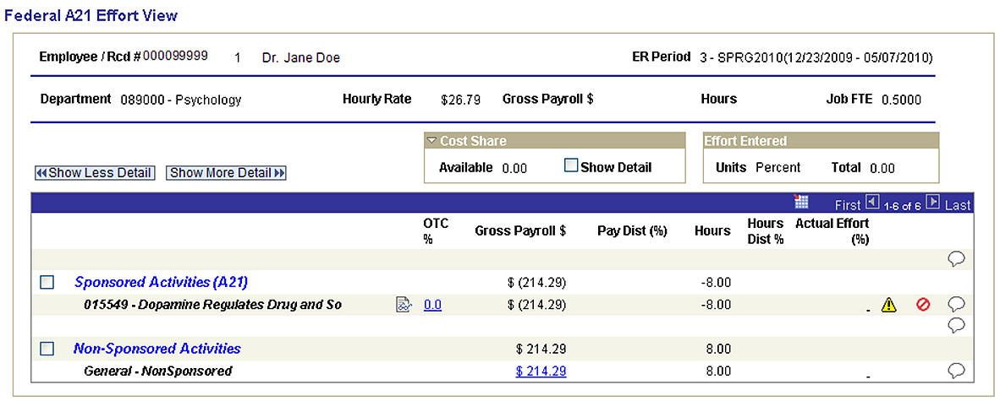 Federal A21 Effort View
Employee / Rcd # 000099999 1 Dr. Jane Doe ER Period 3 - SPRG2010(12/23/2009 - 05/07/2010)
Department 089000 - Psychology Hourly Rate $26.79 Gross Payroll $ Hours Job FTE 0.5000
Cost Share Effort Entered
Available 0.00 Show Detail Units Percent Total 0.00
Show Less Detail Show More Detail
First 1-6 of 6 Last
OTC % Gross Payroll $ Pay Dist (%) Hours Hours Dist % Actual Effort (%)
Sponsored Activities (A21) $ (214.29) -8.00
015549 - Dopamine Regulates Drug and So 0.0 $ (214.29) -8.00 -
Non-Sponsored Activities $ 214.29 8.00
General - NonSponsored $ 214.29 8.00 -